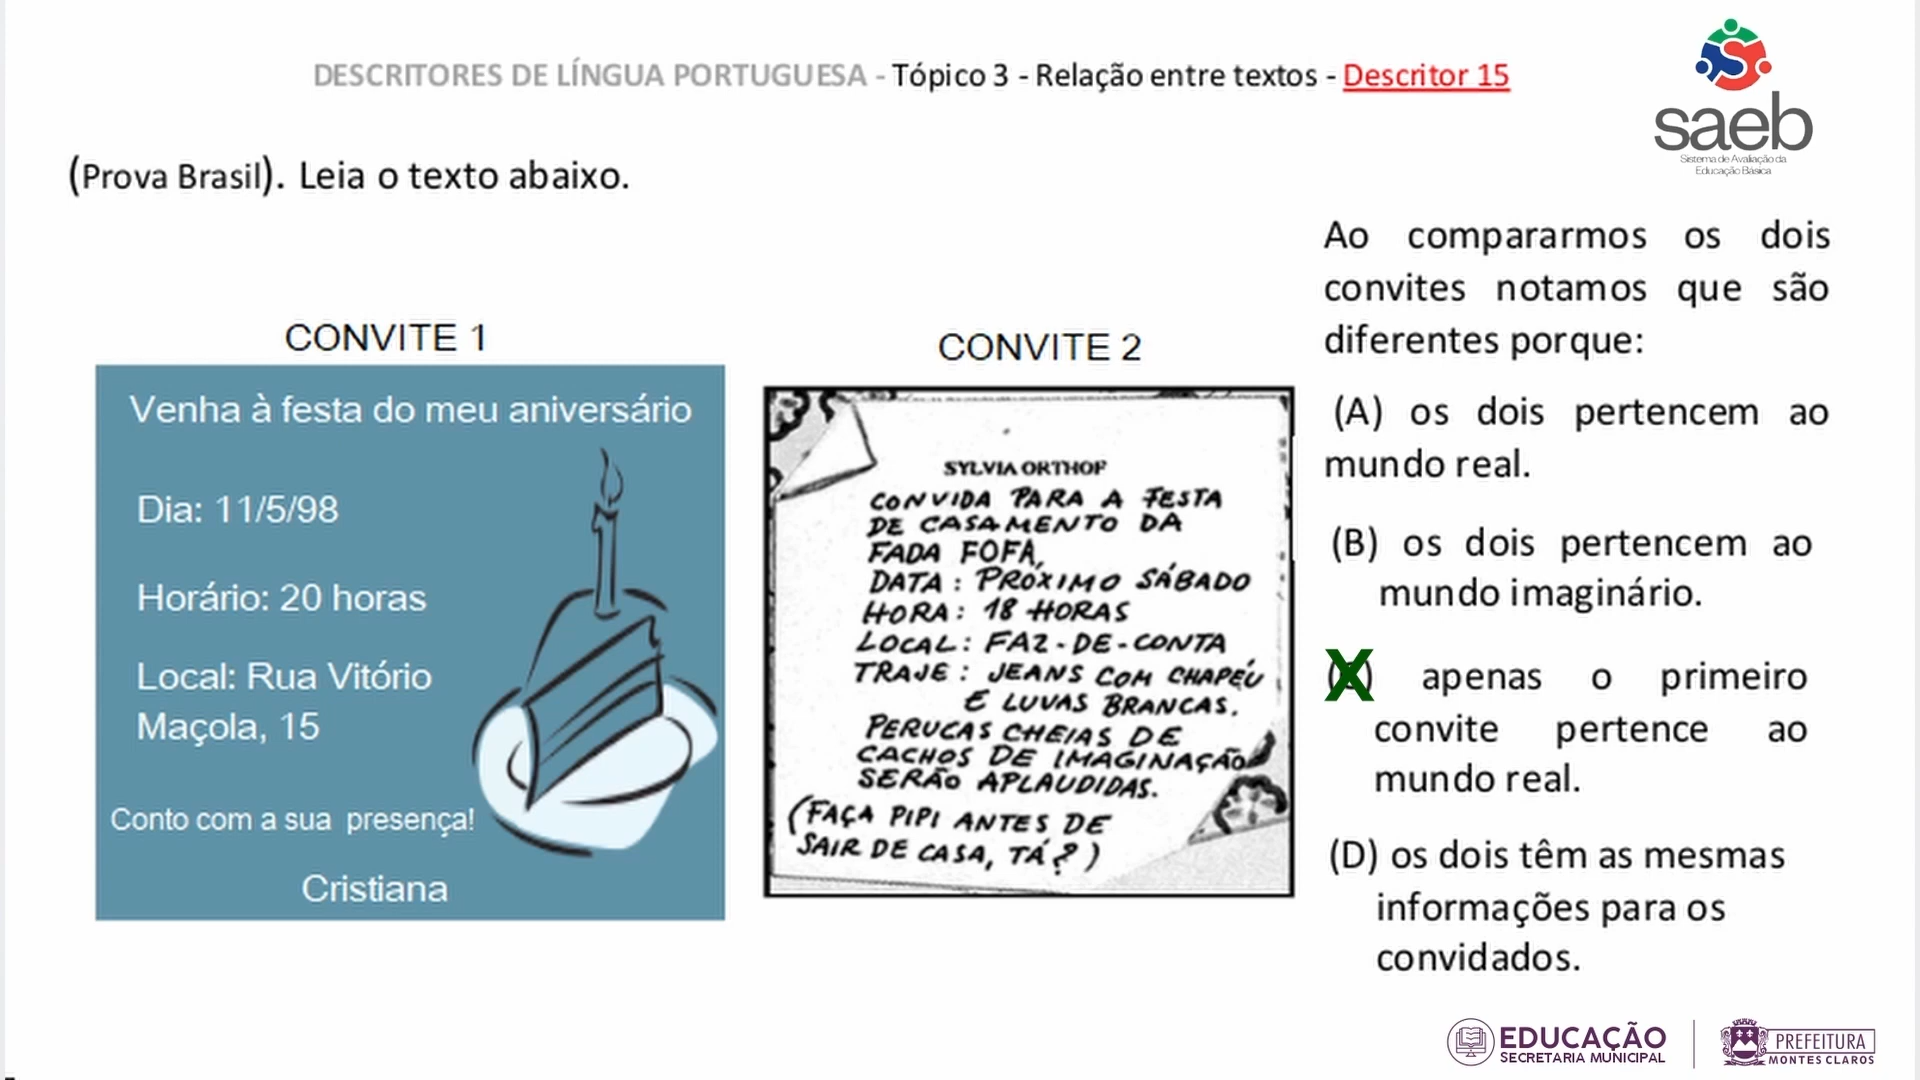 DESCRITORES DE LÍNGUA PORTUGUESA - Tópico 3 - Relação entre textos - Descritor 15
saeb
Sistema de Avaliação da
Educação Básica
(Prova Brasil). Leia o texto abaixo.
CONVITE 1
Venha à festa do meu aniversário
Dia: 11/5/98
Horário: 20 horas
Local: Rua Vitório
Maçola, 15
Conto com a sua presença!
Cristiana
CONVITE 2
SYLVIA ORTHOF
CONVIDA PARA A FESTA
DE CASAMENTO DA
FADA FOFA,
DATA: PRÓXIMO SÁBADO
HORA: 18 HORAS
LOCAL: FAZ-DE-CONTA
TRAJE: JEANS COM CHAPÉU
E LUVAS BRANCAS.
PERUCAS CHEIAS DE
CACHOS DE IMAGINAÇÃO
SERÃO APLAUDIDAS.
(FAÇA PIPI ANTES DE
SAIR DE CASA, TÁ?)
Ao compararmos os dois
convites notamos que são
diferentes porque:
(A) os dois pertencem ao
mundo real.
(B) os dois pertencem ao
mundo imaginário.
X apenas o primeiro
convite pertence ao
mundo real.
(D) os dois têm as mesmas
informações para os
convidados.
EDUCAÇÃO
SECRETARIA MUNICIPAL
PREFEITURA
MONTES CLAROS